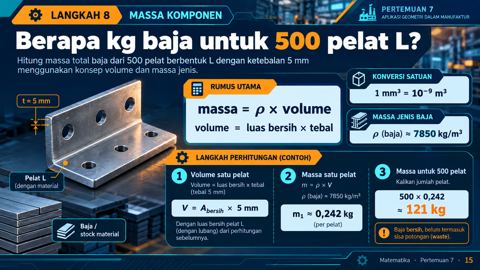 LANGKAH 8
MASSA KOMPONEN
PERTEMUAN 7
APLIKASI GEOMETRI DALAM MANUFAKTUR
Berapa kg baja untuk 500 pelat L?
Hitung massa total baja dari 500 pelat berbentuk L dengan ketebalan 5 mm
menggunakan konsep volume dan massa jenis.
t = 5 mm
Pelat L
(dengan material)
Baja /
stock material
RUMUS UTAMA
massa = ρ × volume
volume = luas bersih × tebal
KONVERSI SATUAN
1 mm³ = 10⁻⁹ m³
MASSA JENIS BAJA
ρ (baja) ≈ 7850 kg/m³
LANGKAH PERHITUNGAN (CONTOH)
1 Volume satu pelat
Volume = luas bersih × tebal
(tebal 5 mm)
V = A_bersih × 5 mm
Dengan luas bersih pelat L
(dengan lubang) dari perhitungan
sebelumnya.
2 Massa satu pelat
m = ρ × V
ρ (baja) ≈ 7850 kg/m³
m₁ ≈ 0,242 kg
(per pelat)
3 Massa untuk 500 pelat
Kalikan jumlah pelat.
500 × 0,242
≈ 121 kg
Baja bersih, belum termasuk
sisa potongan (waste).
Matematika • Pertemuan 7 • 15